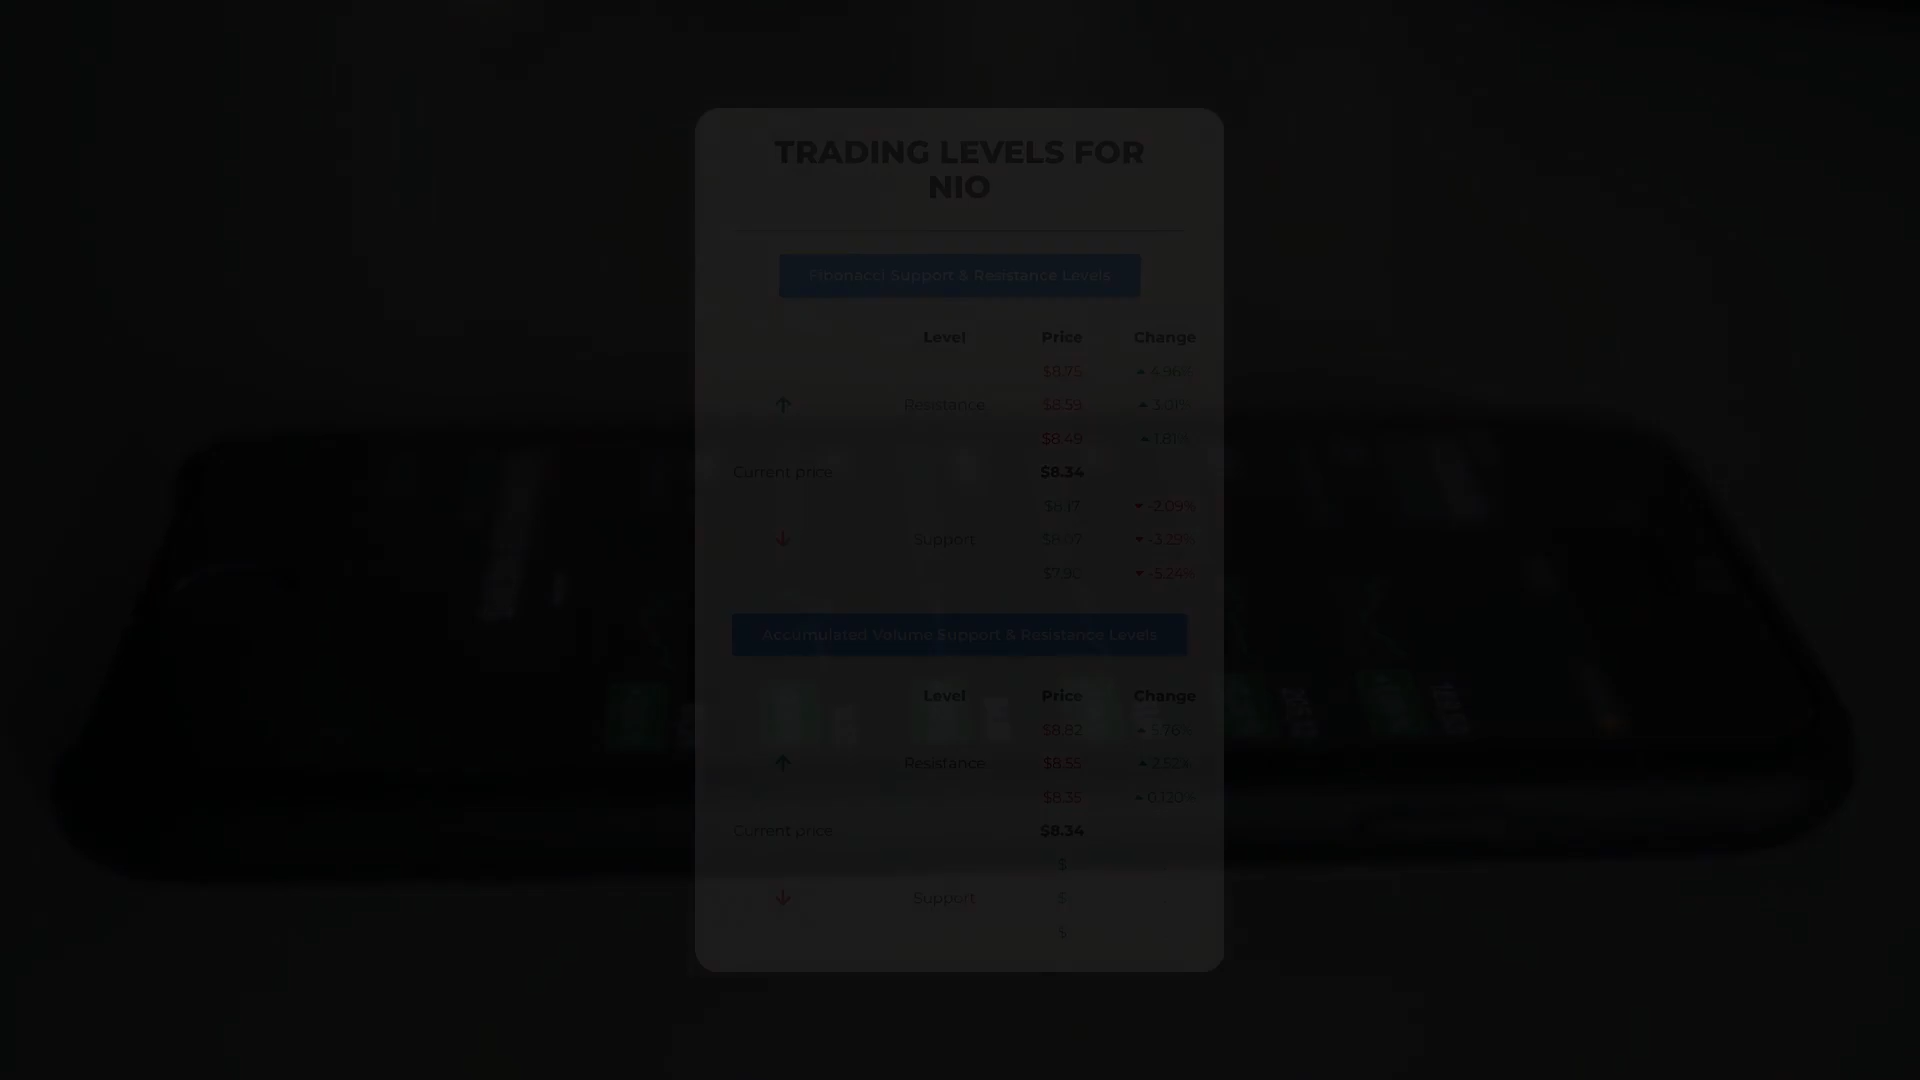 TRADING LEVELS FOR
NIO
Fibonacci Support & Resistance Levels
Level Price Change
$8.75 4.96%
Resistance $8.59 3.01%
$8.49 1.81%
Current price $8.34
$8.17 -2.09%
Support $8.07 -3.29%
$7.90 -5.24%
Accumulated Volume Support & Resistance Levels
Level Price Change
$8.82 5.76%
Resistance $8.55 2.52%
$8.35 0.120%
Current price $8.34
$
Support $
$